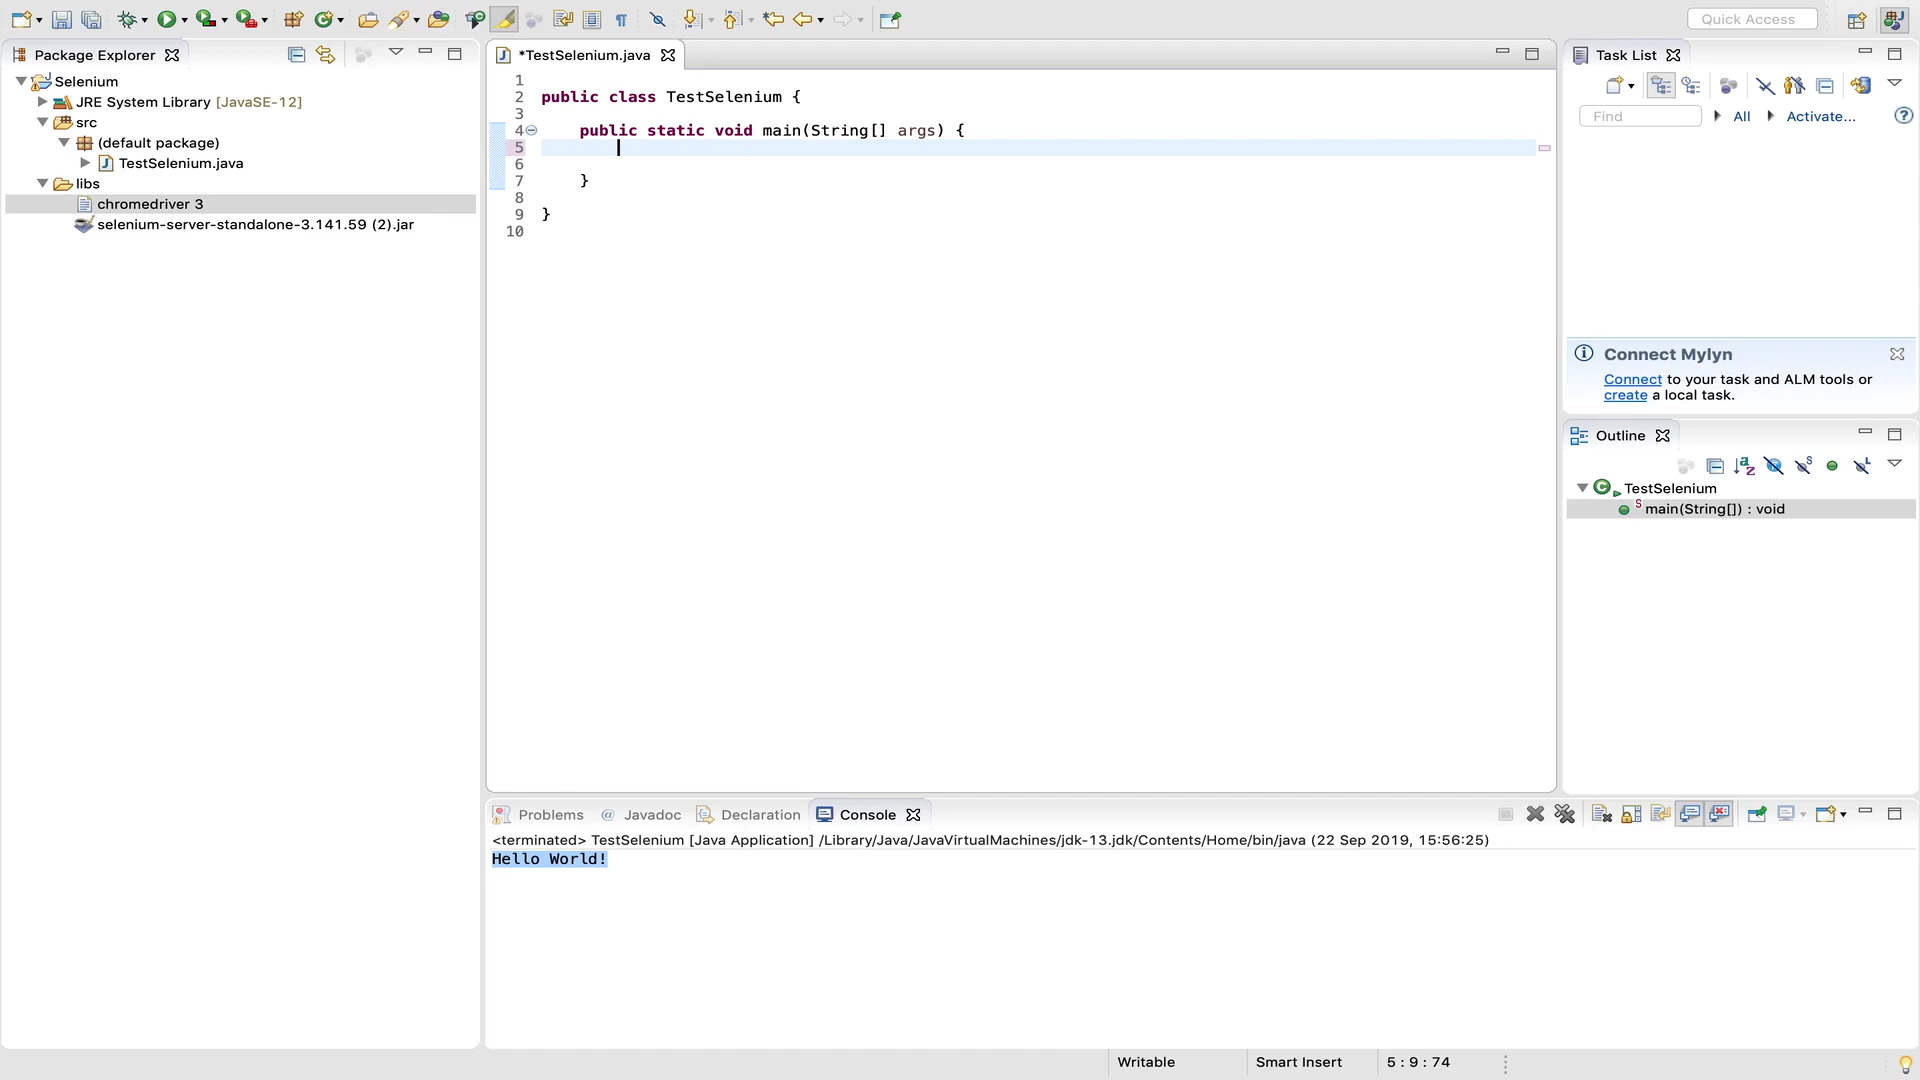 Quick Access
Package Explorer
Selenium
JRE System Library [JavaSE-12]
src
(default package)
TestSelenium.java
libs
chromedriver 3
selenium-server-standalone-3.141.59 (2).jar
*TestSelenium.java
1
2 public class TestSelenium {
3
4 public static void main(String[] args) {
5
6
7 }
8
9 }
10
Task List
Find
All
Activate...
Connect Mylyn
Connect to your task and ALM tools or
create a local task.
Outline
TestSelenium
main(String[]) : void
Problems
@ Javadoc
Declaration
Console
<terminated> TestSelenium [Java Application] /Library/Java/JavaVirtualMachines/jdk-13.jdk/Contents/Home/bin/java (22 Sep 2019, 15:56:25)
Hello World!
Writable
Smart Insert
5 : 9 : 74